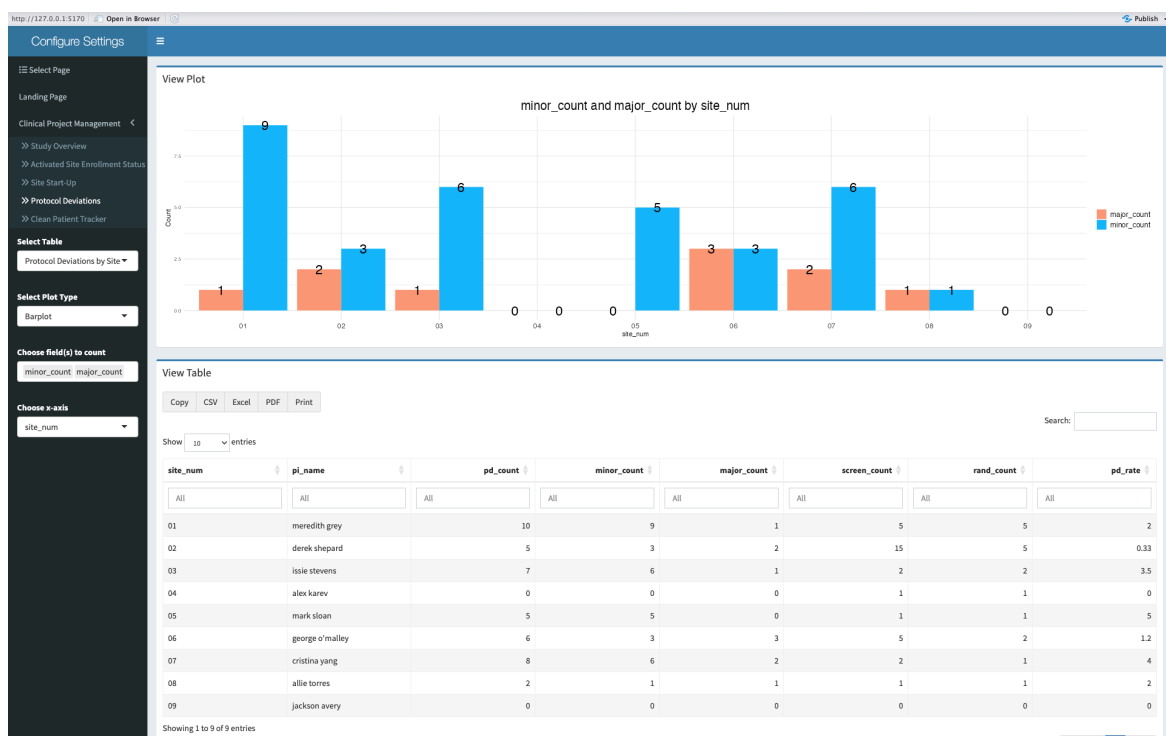 http://127.0.0.1:5170 Open in Browser Publish
Configure Settings
Select Page
Landing Page
Clinical Project Management
Study Overview
Activated Site Enrollment Status
Site Start-Up
Protocol Deviations
Clean Patient Tracker
Select Table
Protocol Deviations by Site
Select Plot Type
Barplot
Choose field(s) to count
minor_count major_count
Choose x-axis
site_num
View Plot
minor_count and major_count by site_num
Count
7.5
5.0
2.5
0.0
1 9 2 3 1 6 0 0 0 5 3 3 2 6 1 1 0 0
01 02 03 04 05 06 07 08 09
site_num
major_count
minor_count
View Table
Copy CSV Excel PDF Print
Search:
Show 10 entries
site_num pi_name pd_count minor_count major_count screen_count rand_count pd_rate
All All All All All All All All
01 meredith grey 10 9 1 5 5 2
02 derek shepard 5 3 2 15 5 0.33
03 issie stevens 7 6 1 2 2 3.5
04 alex karev 0 0 0 1 1 0
05 mark sloan 5 5 0 1 1 5
06 george o'malley 6 3 3 5 2 1.2
07 cristina yang 8 6 2 2 1 4
08 allie torres 2 1 1 1 1 2
09 jackson avery 0 0 0 0 0 0
Showing 1 to 9 of 9 entries